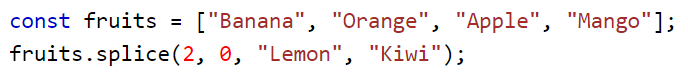 const fruits = ["Banana", "Orange", "Apple", "Mango"];
fruits.splice(2, 0, "Lemon", "Kiwi");